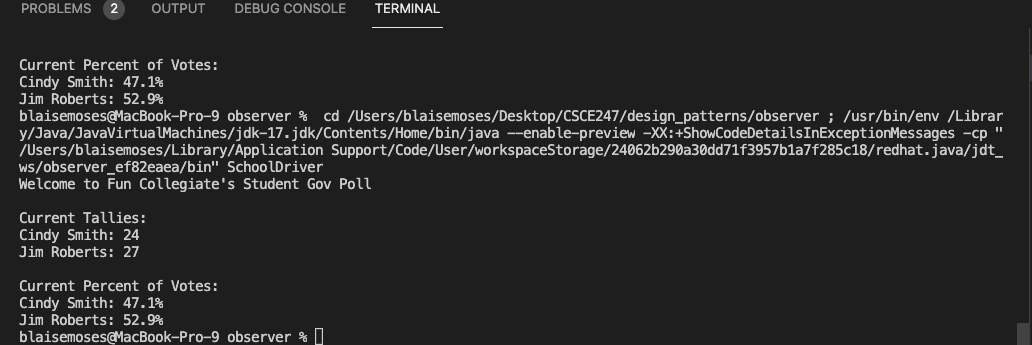 PROBLEMS 2 OUTPUT DEBUG CONSOLE TERMINAL
Current Percent of Votes:
Cindy Smith: 47.1%
Jim Roberts: 52.9%
blaisemoses@MacBook-Pro-9 observer %  cd /Users/blaisemoses/Desktop/CSCE247/design_patterns/observer ; /usr/bin/env /Librar
y/Java/JavaVirtualMachines/jdk-17.jdk/Contents/Home/bin/java --enable-preview -XX:+ShowCodeDetailsInExceptionMessages -cp "
/Users/blaisemoses/Library/Application Support/Code/User/workspaceStorage/24062b290a30dd71f3957b1a7f285c18/redhat.java/jdt_
ws/observer_ef82eaea/bin" SchoolDriver
Welcome to Fun Collegiate's Student Gov Poll
Current Tallies:
Cindy Smith: 24
Jim Roberts: 27
Current Percent of Votes:
Cindy Smith: 47.1%
Jim Roberts: 52.9%
blaisemoses@MacBook-Pro-9 observer %